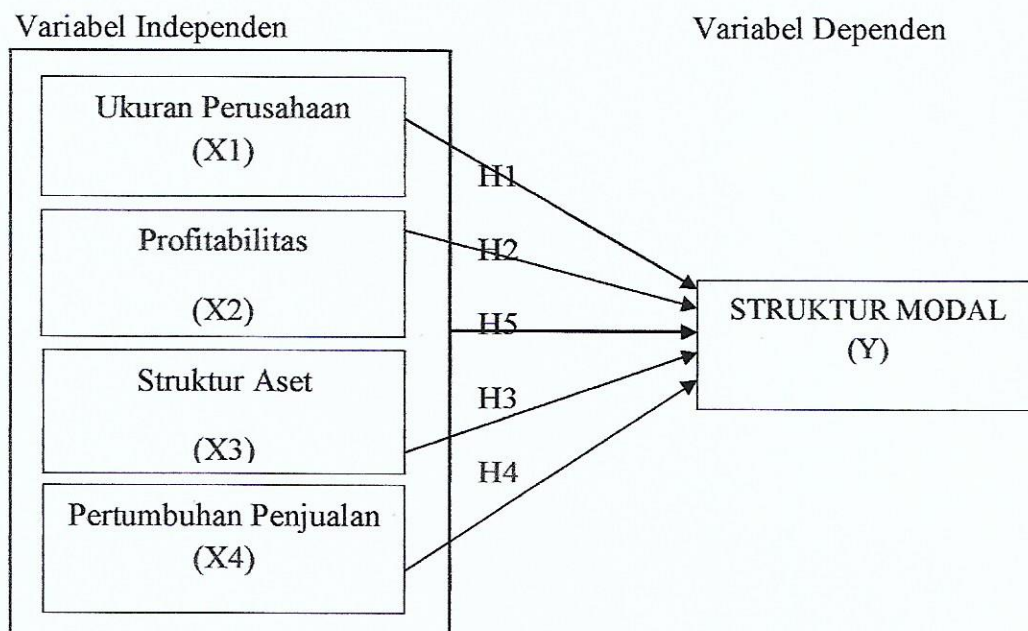 Variabel Independen
Variabel Dependen
Ukuran Perusahaan
(X1)
Profitabilitas
(X2)
Struktur Aset
(X3)
Pertumbuhan Penjualan
(X4)
H1
H2
H5
H3
H4
STRUKTUR MODAL
(Y)